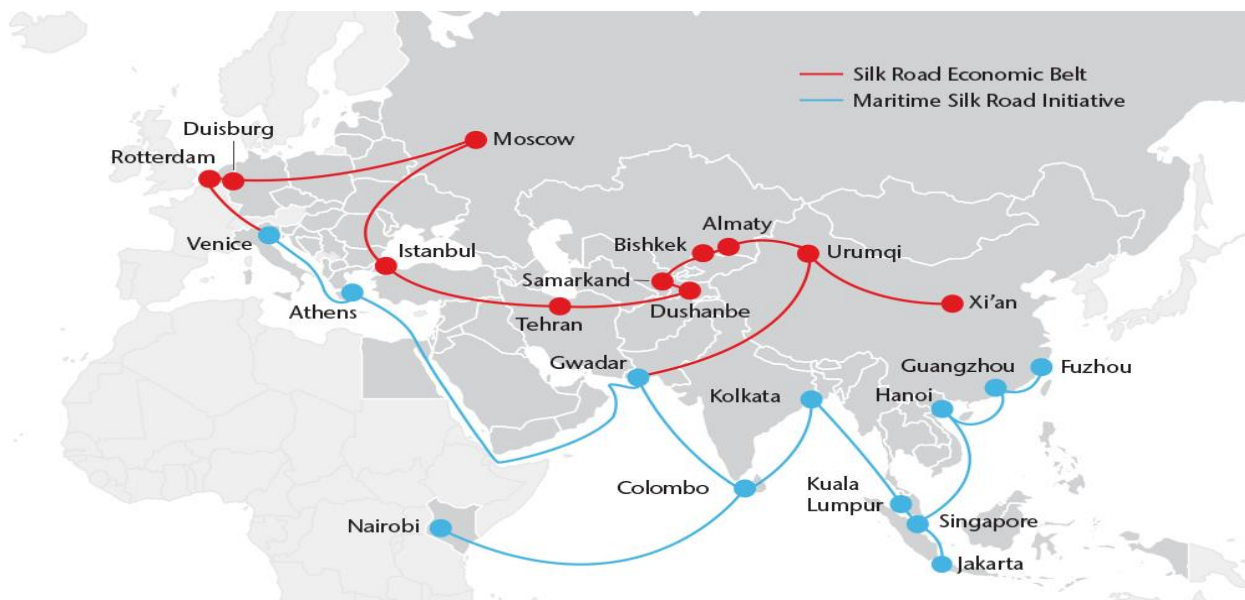 Silk Road Economic Belt
Maritime Silk Road Initiative
Duisburg
Rotterdam
Moscow
Venice
Istanbul
Athens
Tehran
Samarkand
Bishkek
Almaty
Dushanbe
Urumqi
Xi'an
Gwadar
Kolkata
Guangzhou
Hanoi
Fuzhou
Colombo
Kuala
Lumpur
Singapore
Jakarta
Nairobi